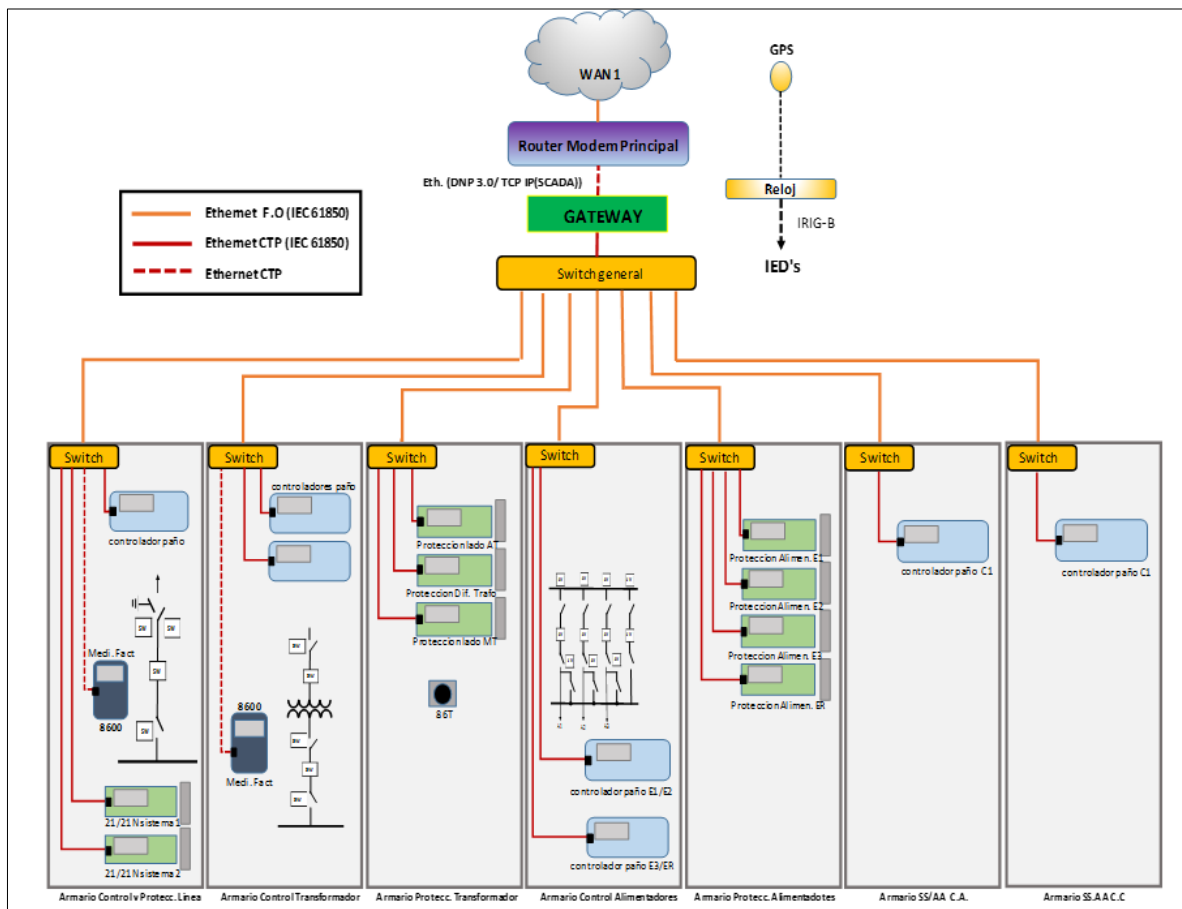 WAN1
GPS
Router Modem Principal
Eth. (DNP 3.0/ TCP IP(SCADA))
Reloj
GATEWAY
IRIG-B
IED's
Ethernet F.O (IEC 61850)
Ethernet CTP (IEC 61850)
Ethernet CTP
Switch general
Switch
Switch
Switch
Switch
Switch
Switch
Switch
controlador paño
SW
SW
Medi. Fact
SW
8600
SW
21/21N sistema 1
21/21N sistema 2
controladores paño
8600
Medi. Fact
Proteccion lado AT
Proteccion Dif. Trafo
Proteccion lado MT
86T
controlador paño E1/E2
controlador paño E3/ER
Proteccion Alimen. E1
Proteccion Alimen. E2
Proteccion Alimen. E3
Proteccion Alimen. ER
controlador paño C1
controlador paño C1
Armario Control y Protecc. Linea
Armario Control Transformador
Armario Protecc. Transformador
Armario Control Alimentadores
Armario Protecc. Alimentadotes
Armario SS/AA C.A.
Armario SS.AA C.C